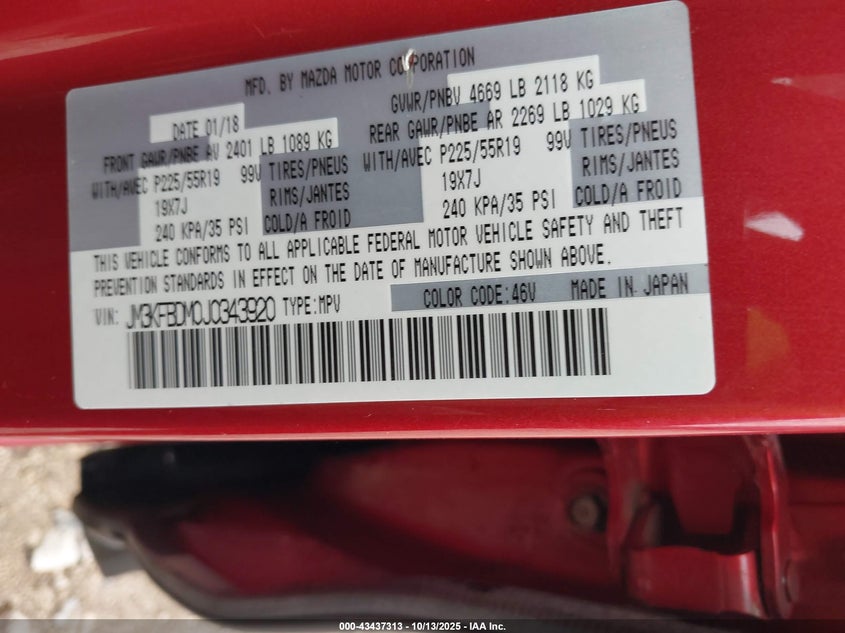 MFD. BY MAZDA MOTOR CORPORATION
DATE 01/18
GVWR/PNBV 4669 LB 2118 KG
FRONT GAWR/PNBE AV 2401 LB 1089 KG
WITH/AVEC P225/55R19 99V TIRES/PNEUS
19X7J RIMS/JANTES
240 KPA/35 PSI COLD/A FROID
REAR GAWR/PNBE AR 2269 LB 1029 KG
WITH/AVEC P225/55R19 99V TIRES/PNEUS
19X7J RIMS/JANTES
240 KPA/35 PSI COLD/A FROID
THIS VEHICLE CONFORMS TO ALL APPLICABLE FEDERAL MOTOR VEHICLE SAFETY AND THEFT
PREVENTION STANDARDS IN EFFECT ON THE DATE OF MANUFACTURE SHOWN ABOVE.
VIN: JM3KFBDM0J0343920 TYPE:MPV
COLOR CODE:46V MADE IN JAPAN
000-43437313 | 10/13/2025 - IAA Inc.